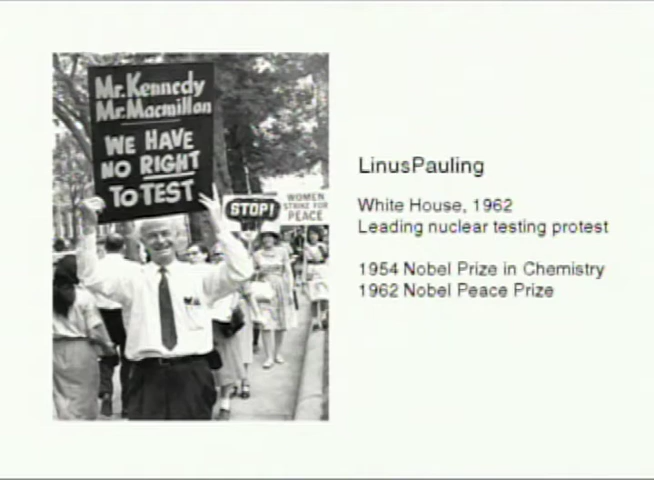 Mr. Kennedy
Mr. Macmillan
WE HAVE
NO RIGHT
TO TEST
STOP!
WOMEN
STRIKE FOR
PEACE
LinusPauling
White House, 1962
Leading nuclear testing protest
1954 Nobel Prize in Chemistry
1962 Nobel Peace Prize